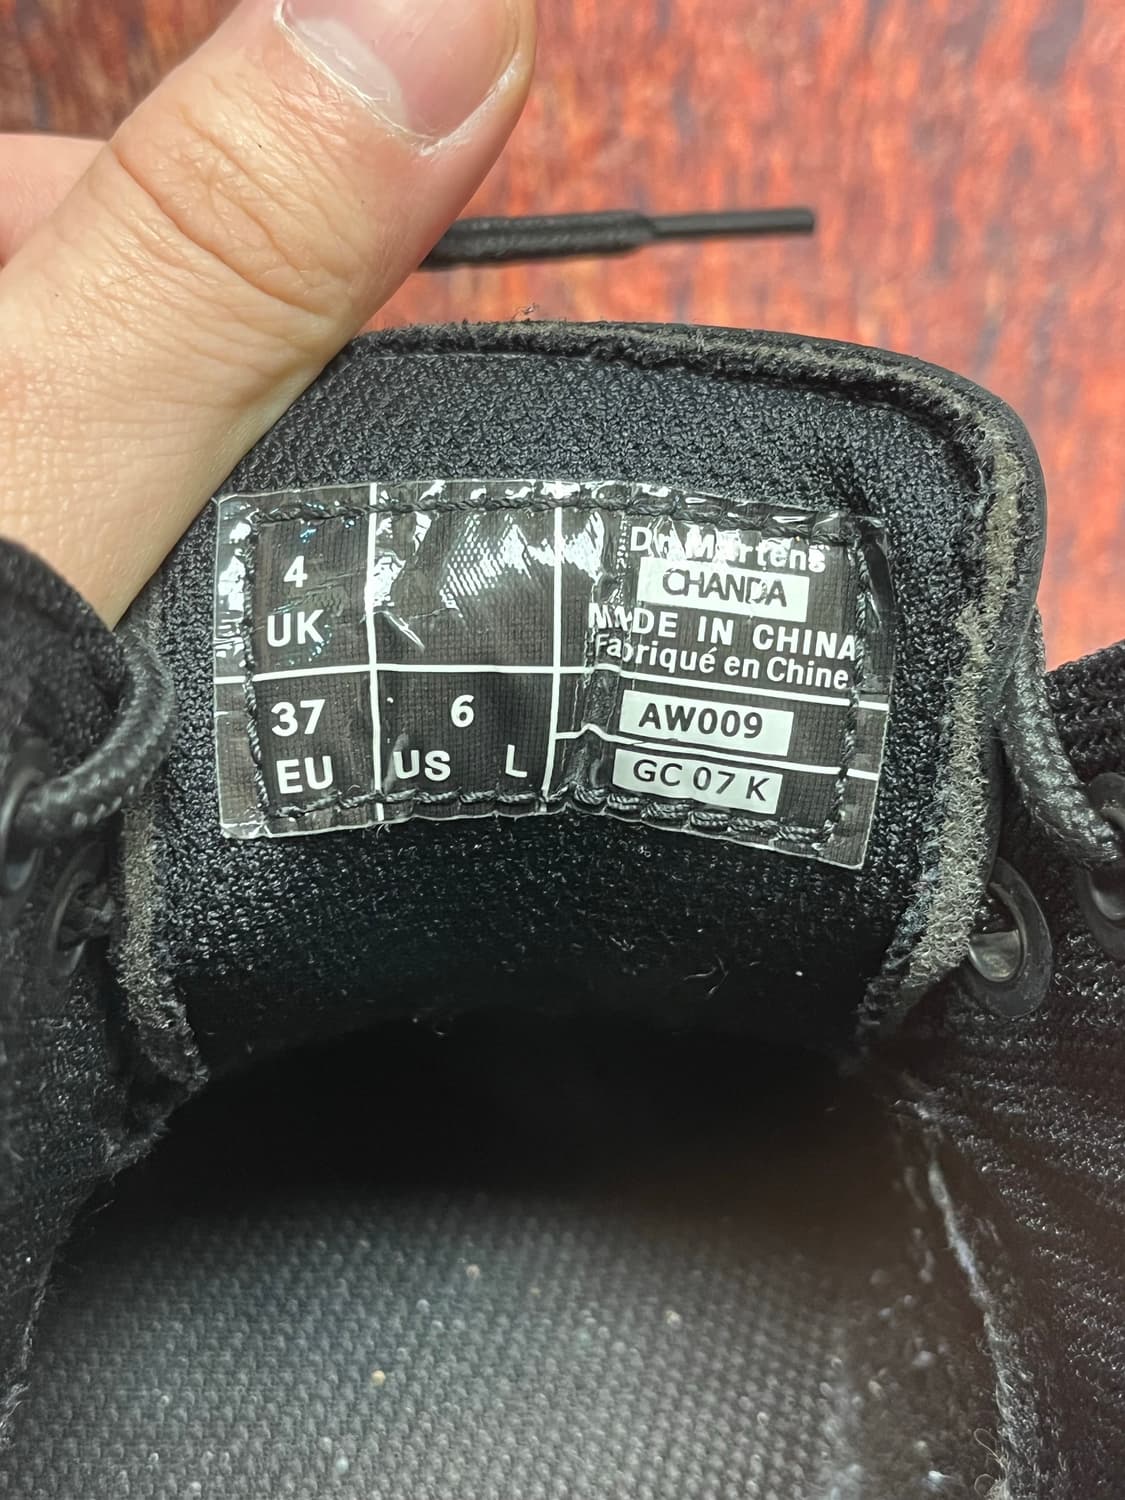 4
UK
37
EU
6
US L
Dr. Martens
CHANDA
MADE IN CHINA
Fabriqué en Chine
AW009
GC 07 K